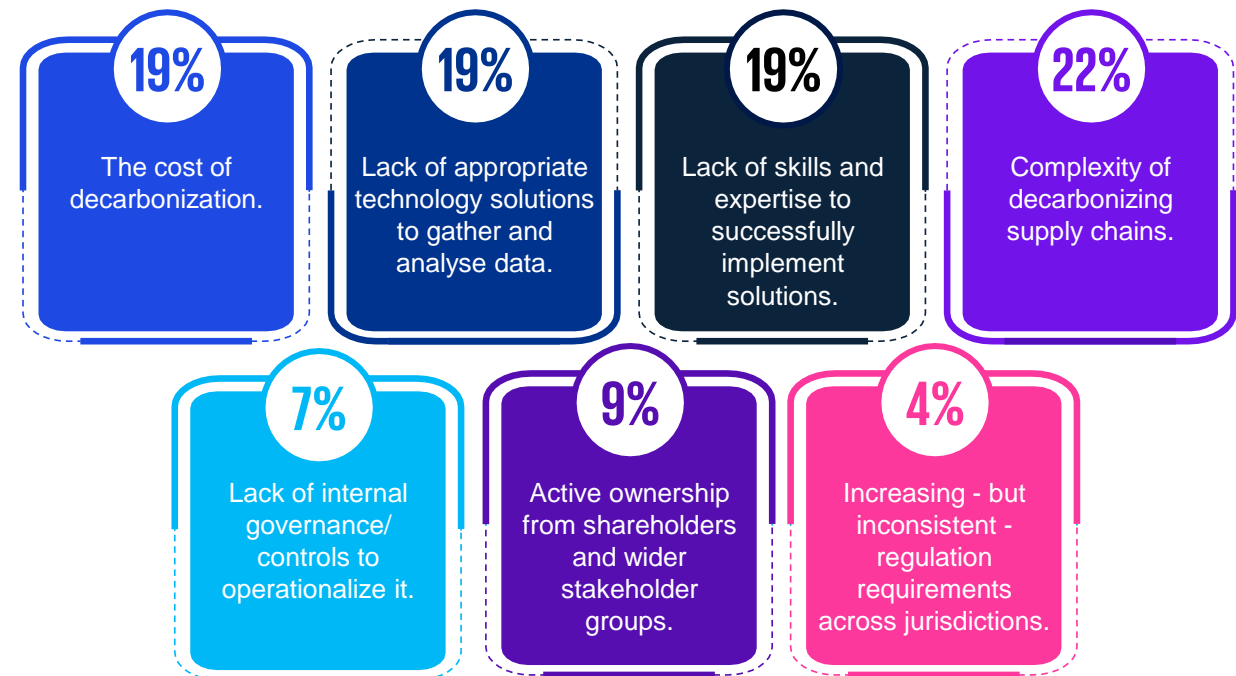 19%
The cost of
decarbonization.
19%
Lack of appropriate
technology solutions
to gather and
analyse data.
19%
Lack of skills and
expertise to
successfully
implement
solutions.
22%
Complexity of
decarbonizing
supply chains.
7%
Lack of internal
governance/
controls to
operationalize it.
9%
Active ownership
from shareholders
and wider
stakeholder
groups.
4%
Increasing - but
inconsistent -
regulation
requirements
across jurisdictions.